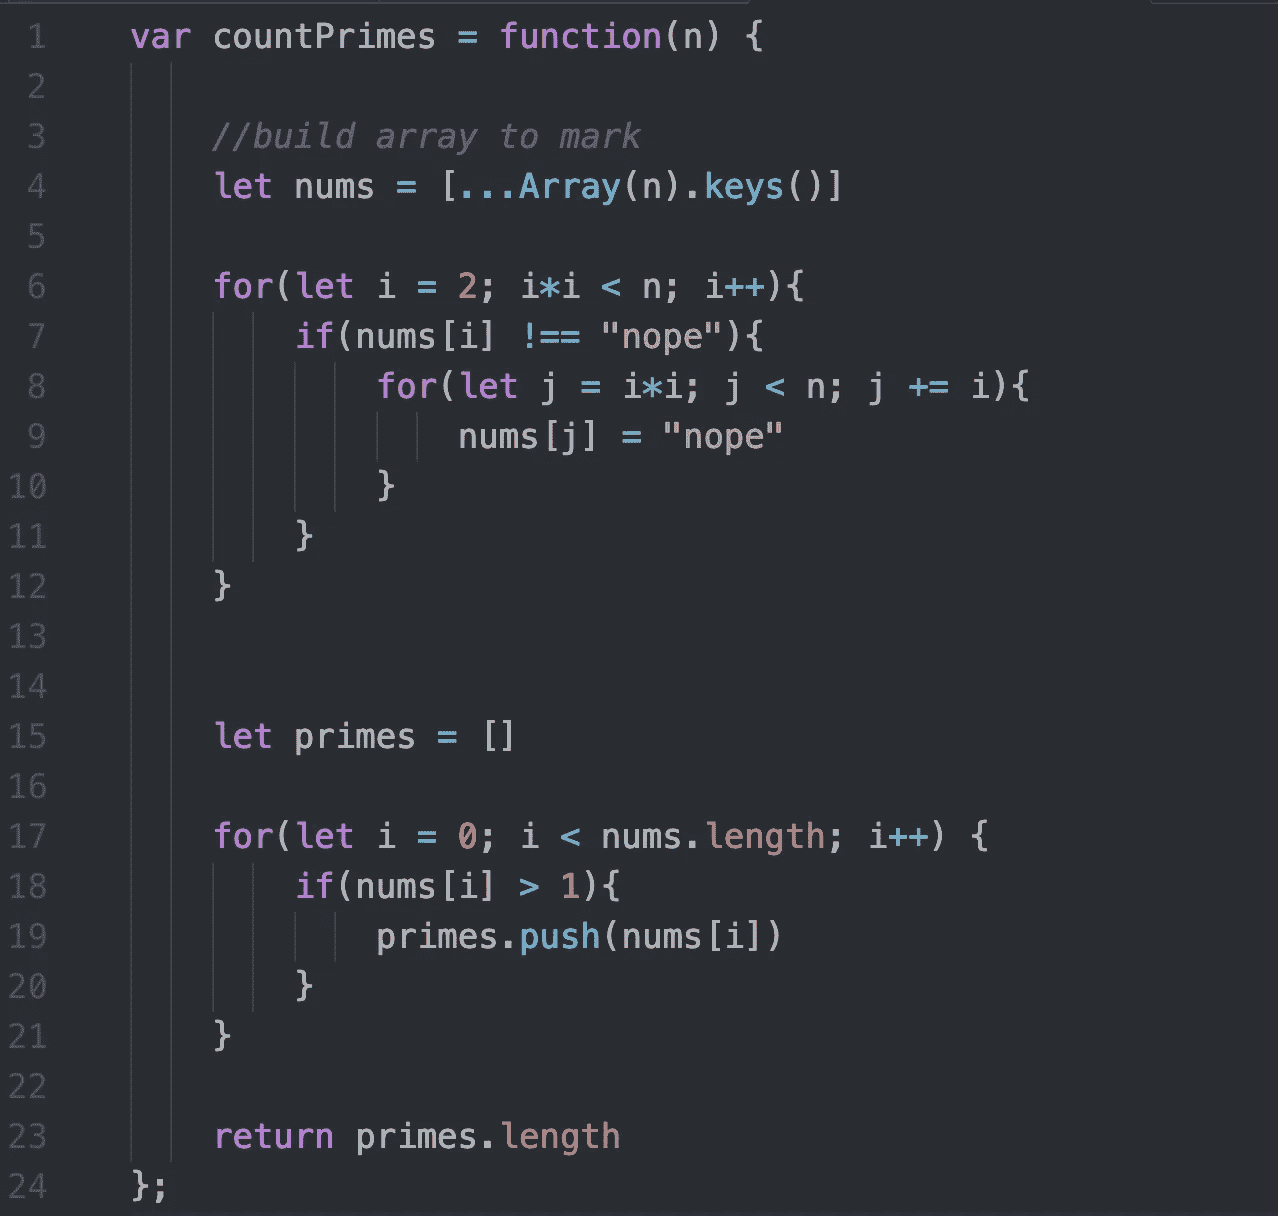 1 var countPrimes = function(n) {
2
3 //build array to mark
4 let nums = [...Array(n).keys()]
5
6 for(let i = 2; i*i < n; i++){
7 if(nums[i] !== "nope"){
8 for(let j = i*i; j < n; j += i){
9 nums[j] = "nope"
10 }
11 }
12 }
13
14
15 let primes = []
16
17 for(let i = 0; i < nums.length; i++) {
18 if(nums[i] > 1){
19 primes.push(nums[i])
20 }
21 }
22
23 return primes.length
24 };